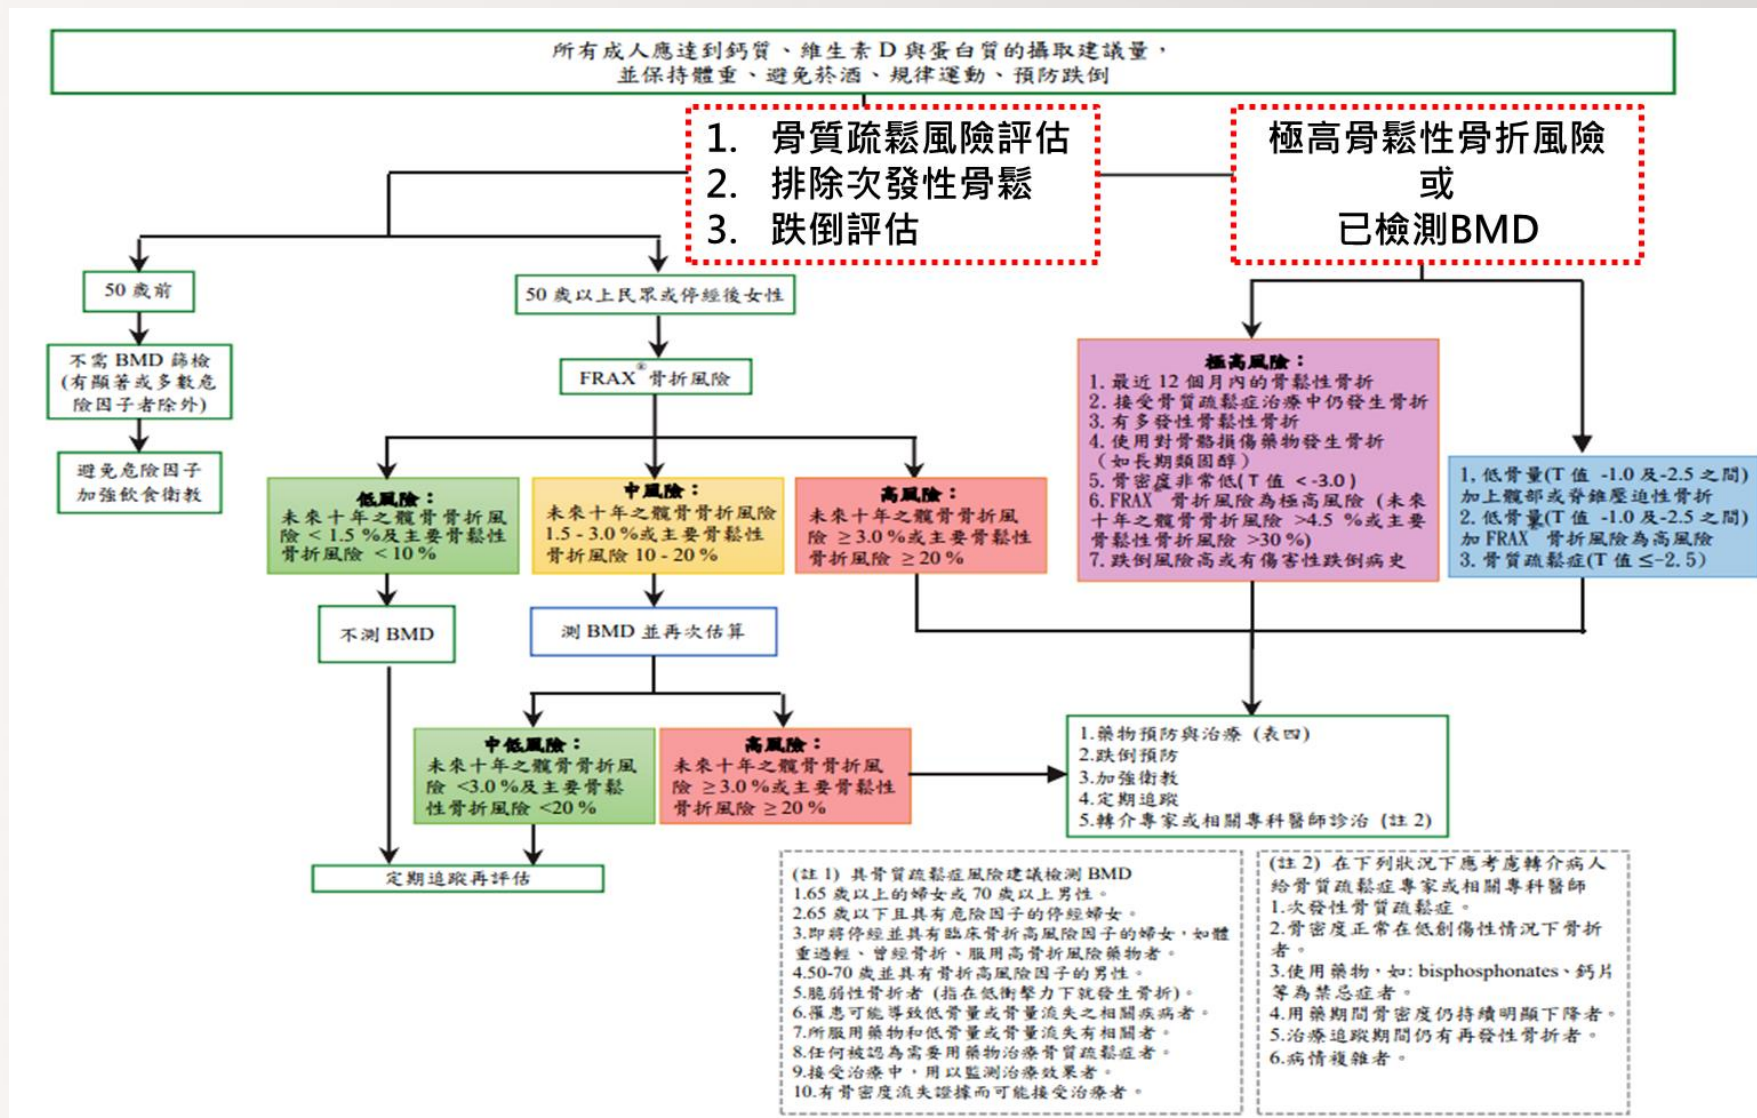 所有成人應達到鈣質、維生素 D 與蛋白質的攝取建議量，
並保持體重、避免菸酒、規律運動、預防跌倒
1. 骨質疏鬆風險評估
2. 排除次發性骨鬆
3. 跌倒評估
極高骨鬆性骨折風險
或
已檢測BMD
50 歲前
不需 BMD 篩檢
(有顯著或多數危
險因子者除外)
避免危險因子
加強飲食衛教
50 歲以上民眾或停經後女性
FRAX® 骨折風險
低風險：
未來十年之髖骨骨折風
險 < 1.5 %及主要骨鬆性
骨折風險 < 10 %
中風險：
未來十年之髖骨骨折風險
1.5 - 3.0 %或主要骨鬆性
骨折風險 10 - 20 %
高風險：
未來十年之髖骨骨折風
險 ≥ 3.0 %或主要骨鬆性
骨折風險 ≥ 20 %
極高風險：
1. 最近 12 個月內的骨鬆性骨折
2. 接受骨質疏鬆症治療中仍發生骨折
3. 有多發性骨鬆性骨折
4. 使用對骨骼損傷藥物發生骨折
（如長期類固醇）
5. 骨密度非常低( T 值 < -3.0 )
6. FRAX® 骨折風險為極高風險 (未來
十年之髖骨骨折風險 >4.5 %或主要
骨鬆性骨折風險 >30 %)
7. 跌倒風險高或有傷害性跌倒病史
1, 低骨量(T 值 -1.0 及-2.5 之間)
加上髖部或脊錐壓迫性骨折
2. 低骨量(T 值 -1.0 及-2.5 之間)
加 FRAX® 骨折風險為高風險
3. 骨質疏鬆症(T 值 ≤-2.5)
不測 BMD
測 BMD 並再次估算
中低風險：
未來十年之髖骨骨折風
險 <3.0 %及主要骨鬆
性骨折風險 <20 %
高風險：
未來十年之髖骨骨折風
險 ≥3.0 %或主要骨鬆性
骨折風險 ≥ 20 %
1.藥物預防與治療 (表四)
2.跌倒預防
3.加強衛教
4.定期追蹤
5.轉介專家或相關專科醫師診治 (註 2)
定期追蹤再評估
(註 1) 具骨質疏鬆症風險建議檢測 BMD
1.65 歲以上的婦女或 70 歲以上男性。
2.65 歲以下且具有危險因子的停經婦女。
3.即將停經並具有臨床骨折高風險因子的婦女，如體
重過輕、曾經骨折、服用高骨折風險藥物者。
4.50-70 歲並具有骨折高風險因子的男性。
5.脆弱性骨折者 (指在低衝擊力下就發生骨折)。
6.罹患可能導致低骨量或骨量流失之相關疾病者。
7.所服用藥物和低骨量或骨量流失有相關者。
8.任何被認為需要用藥物治療骨質疏鬆症者。
9.接受治療中，用以監測治療效果者。
10.有骨密度流失證據而可能接受治療者。
(註 2) 在下列狀況下應考慮轉介病人
給骨質疏鬆症專家或相關專科醫師
1.次發性骨質疏鬆症。
2.骨密度正常在低創傷性情況下骨折
者。
3.使用藥物，如: bisphosphonates、鈣片
等為禁忌症者。
4.用藥期間骨密度仍持續明顯下降者。
5.治療追蹤期間仍有再發性骨折者。
6.病情複雜者。